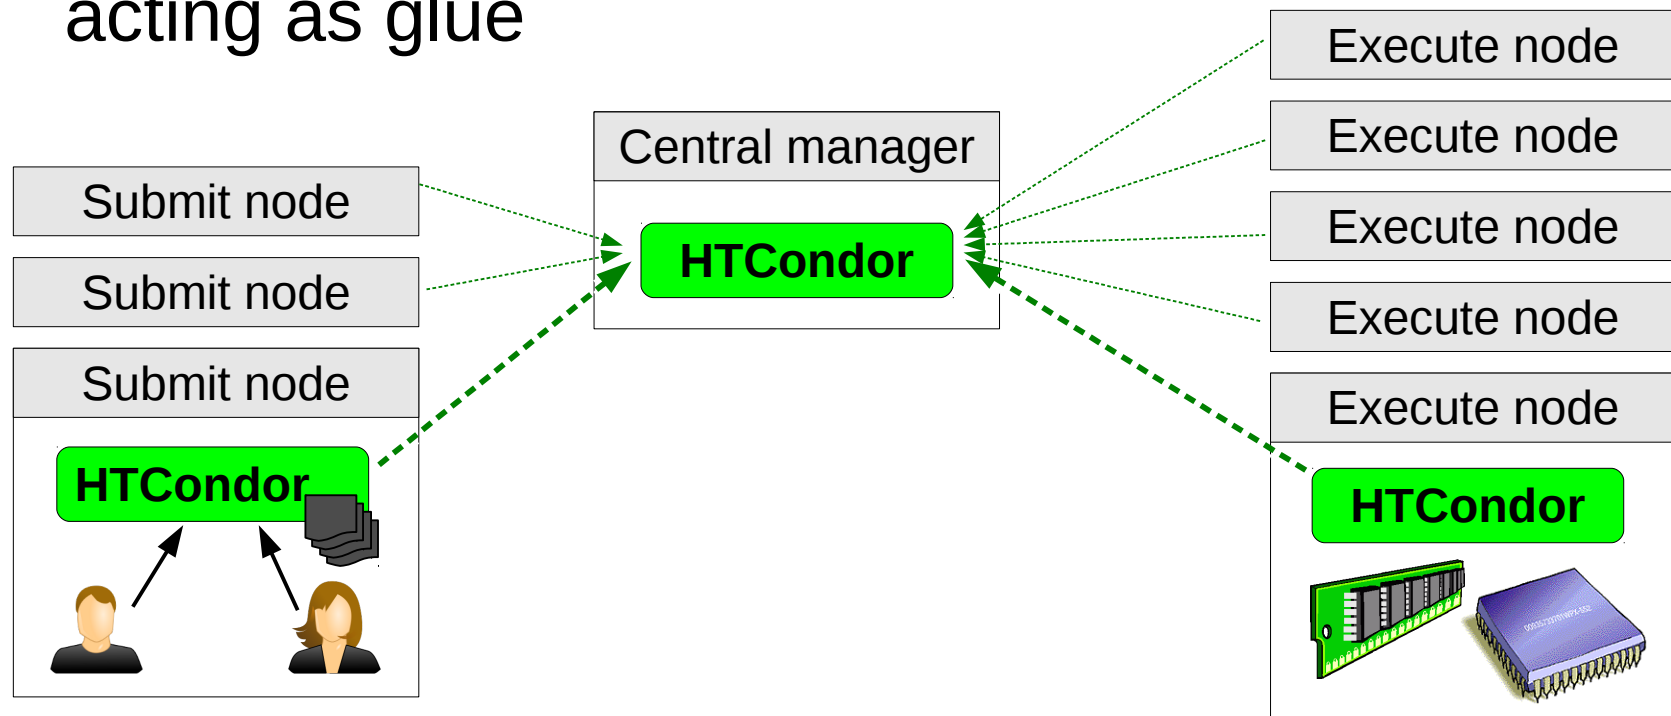 acting as glue
Central manager
HTCondor
Submit node
Submit node
Submit node
HTCondor
Execute node
Execute node
Execute node
Execute node
Execute node
HTCondor